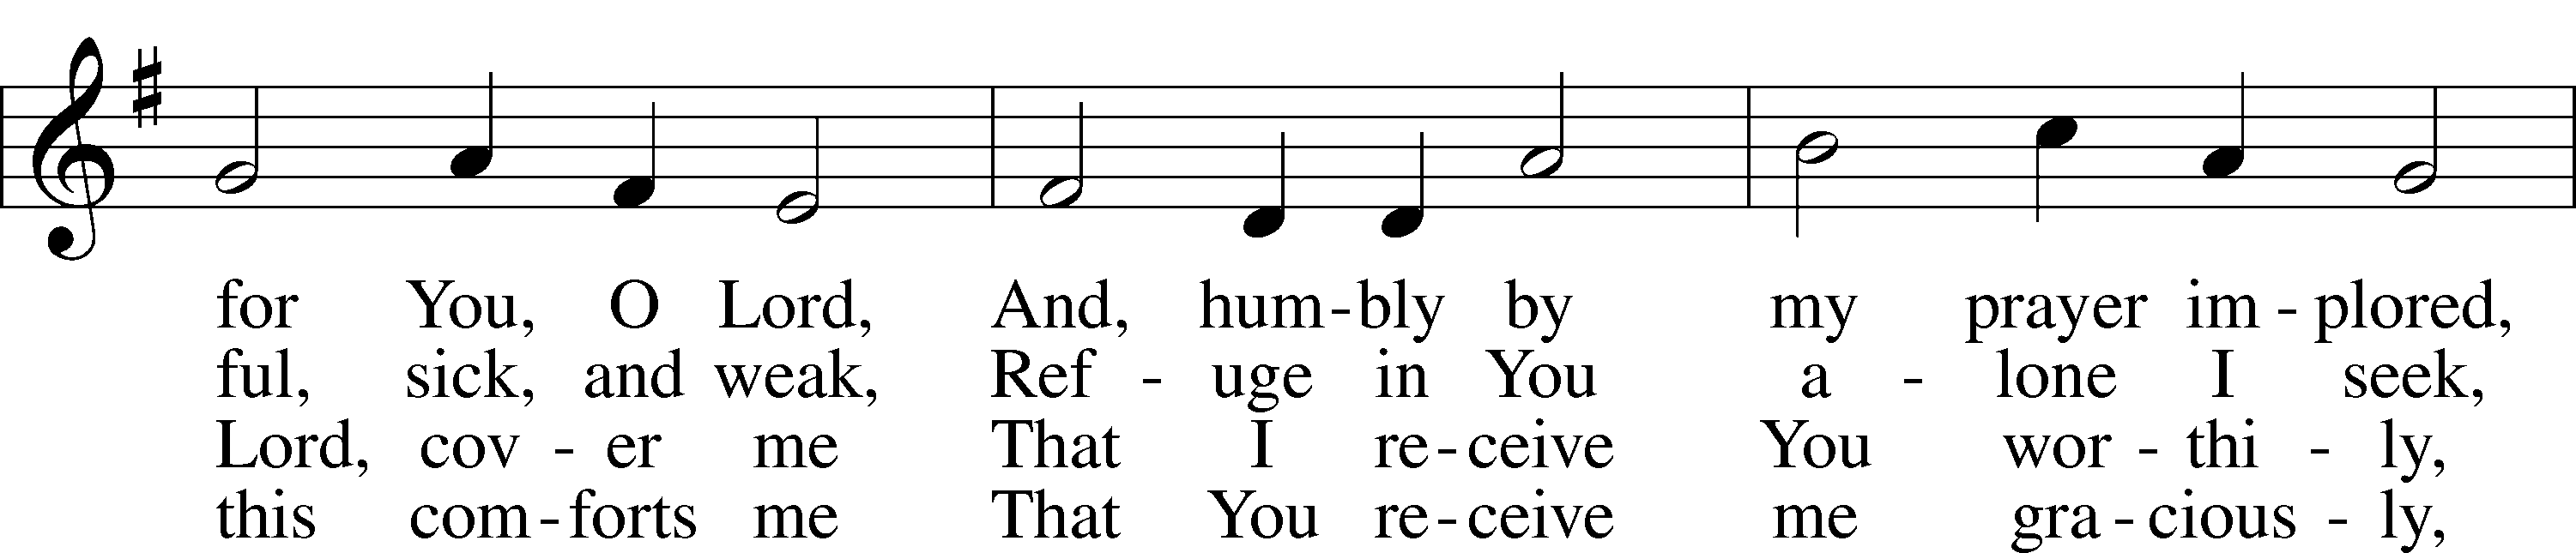 for You, O Lord, And, hum-bly by my prayer im-plored,
ful, sick, and weak, Ref-uge in You a-lone I seek,
Lord, cov-er me That I re-ceive You wor-thi-ly,
this com-forts me That You re-ceive me gra-cious-ly,